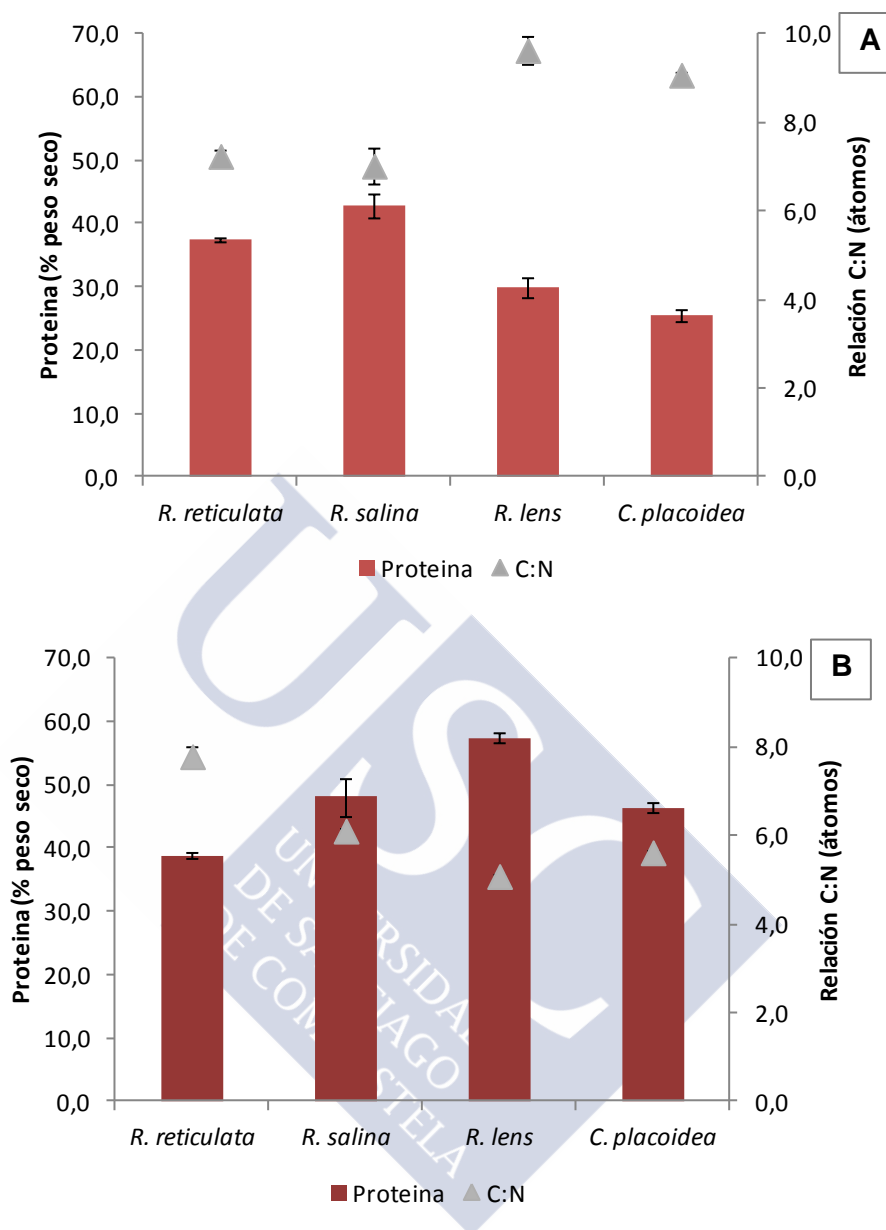 A
Proteina (% peso seco)
70,0
60,0
50,0
40,0
30,0
20,0
10,0
0,0
10,0
8,0
6,0
4,0
2,0
0,0
Relación C:N (átomos)
R. reticulata
R. salina
R. lens
C. placoidea
Proteina
C:N
B
Proteina (% peso seco)
70,0
60,0
50,0
40,0
30,0
20,0
10,0
0,0
10,0
8,0
6,0
4,0
2,0
0,0
Relación C:N (átomos)
R. reticulata
R. salina
R. lens
C. placoidea
Proteina
C:N
USC